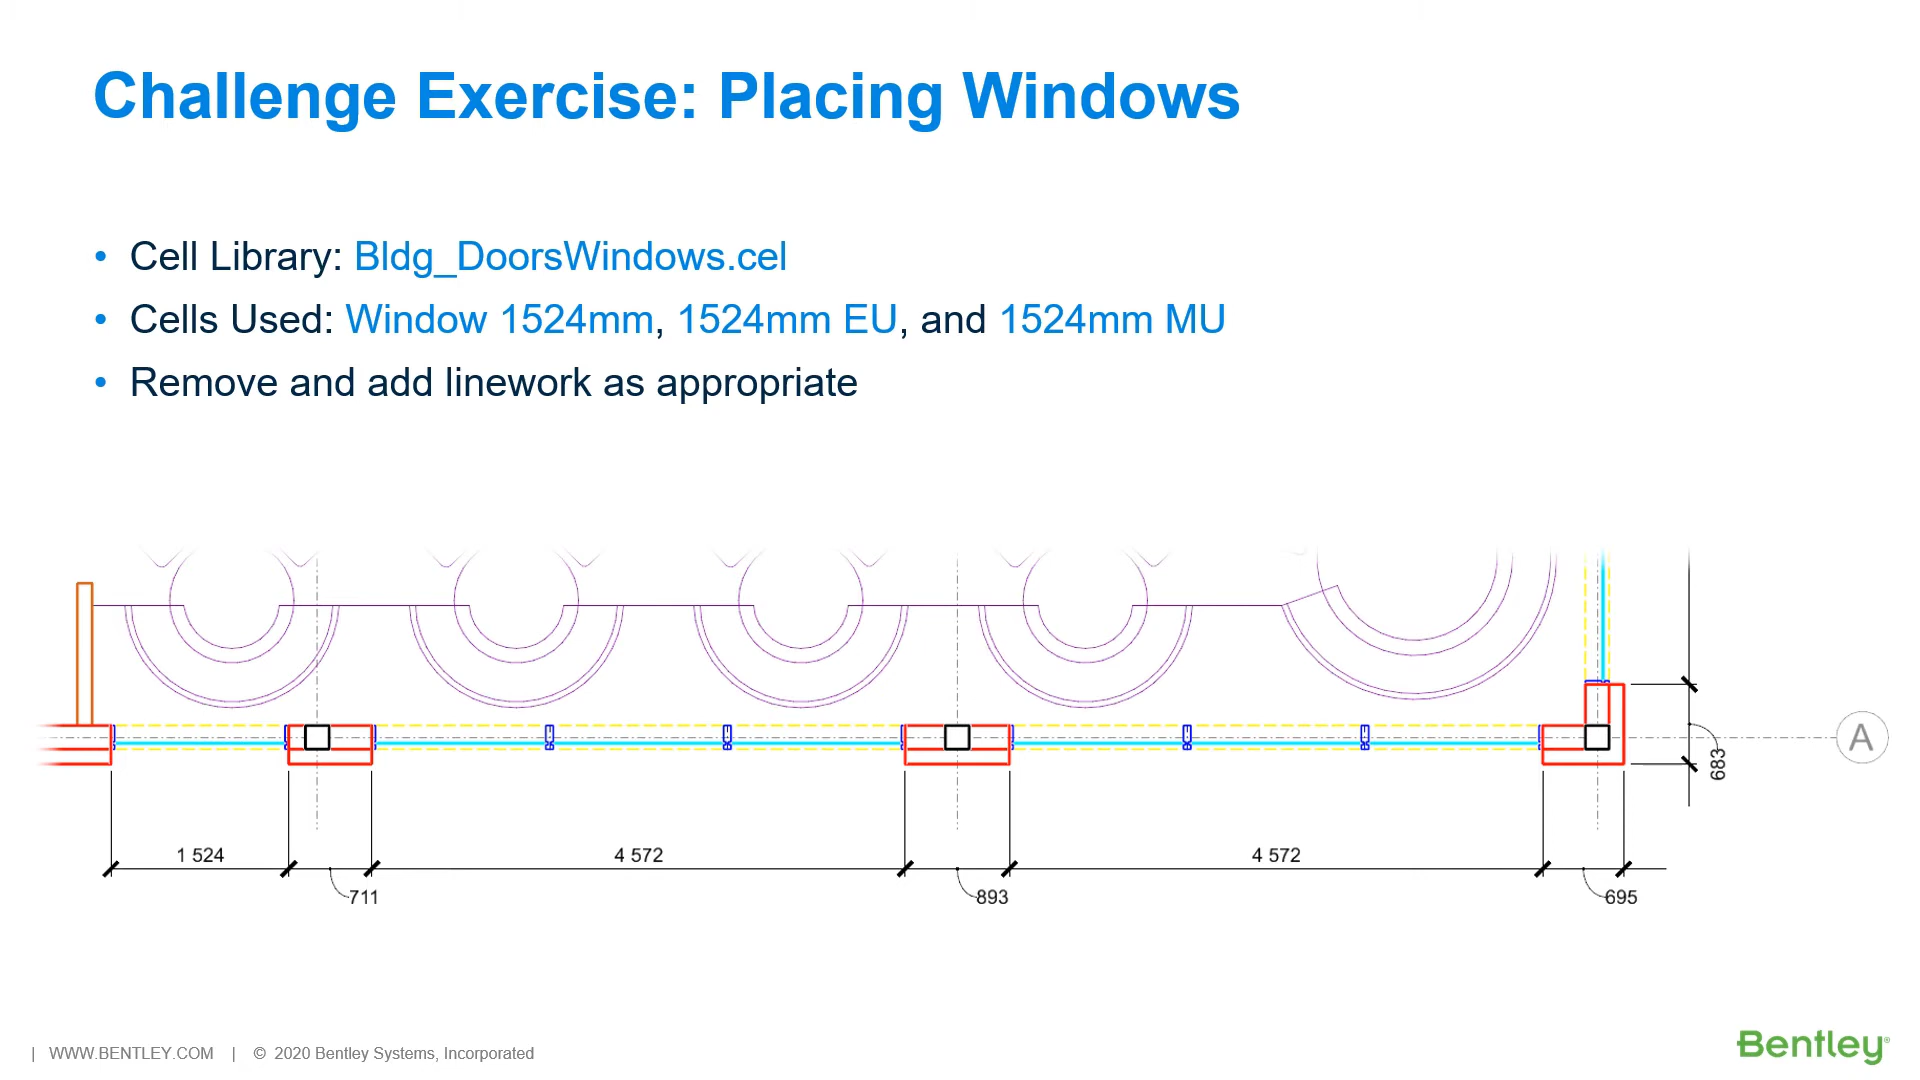 Challenge Exercise: Placing Windows
• Cell Library: Bldg_DoorsWindows.cel
• Cells Used: Window 1524mm, 1524mm EU, and 1524mm MU
• Remove and add linework as appropriate
A
683
1 524
4 572
4 572
711
893
695
| WWW.BENTLEY.COM | © 2020 Bentley Systems, Incorporated
Bentley®